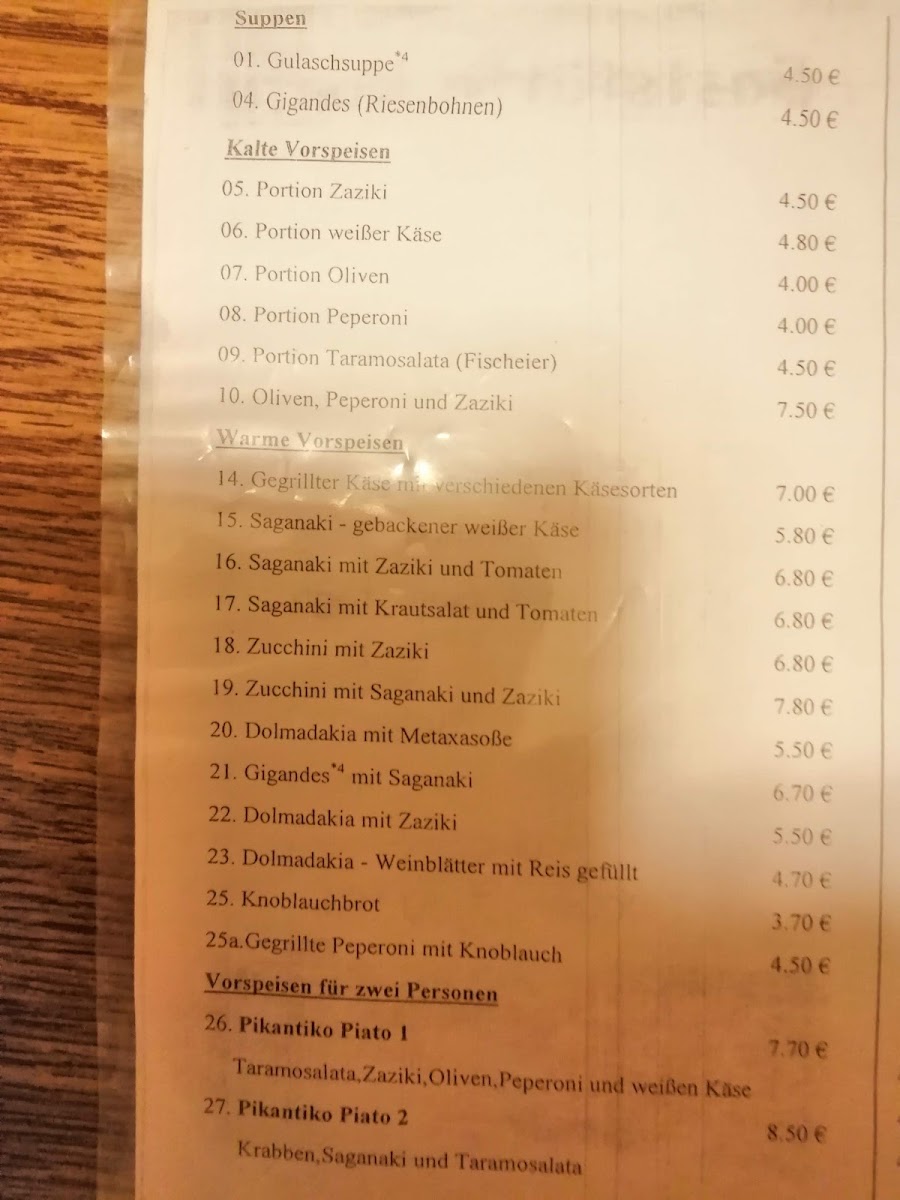 Suppen
01. Gulaschsuppe*4 4.50 €
04. Gigandes (Riesenbohnen) 4.50 €
Kalte Vorspeisen
05. Portion Zaziki 4.50 €
06. Portion weißer Käse 4.80 €
07. Portion Oliven 4.00 €
08. Portion Peperoni 4.00 €
09. Portion Taramosalata (Fischeier) 4.50 €
10. Oliven, Peperoni und Zaziki 7.50 €
Warme Vorspeisen
14. Gegrillter Käse mit verschiedenen Käsesorten 7.00 €
15. Saganaki - gebackener weißer Käse 5.80 €
16. Saganaki mit Zaziki und Tomaten 6.80 €
17. Saganaki mit Krautsalat und Tomaten 6.80 €
18. Zucchini mit Zaziki 6.80 €
19. Zucchini mit Saganaki und Zaziki 7.80 €
20. Dolmadakia mit Metaxasoße 5.50 €
21. Gigandes*4 mit Saganaki 6.70 €
22. Dolmadakia mit Zaziki 5.50 €
23. Dolmadakia - Weinblätter mit Reis gefüllt 4.70 €
25. Knoblauchbrot 3.70 €
25a.Gegrillte Peperoni mit Knoblauch 4.50 €
Vorspeisen für zwei Personen
26. Pikantiko Piato 1 7.70 €
Taramosalata,Zaziki,Oliven,Peperoni und weißen Käse
27. Pikantiko Piato 2 8.50 €
Krabben,Saganaki und Taramosalata